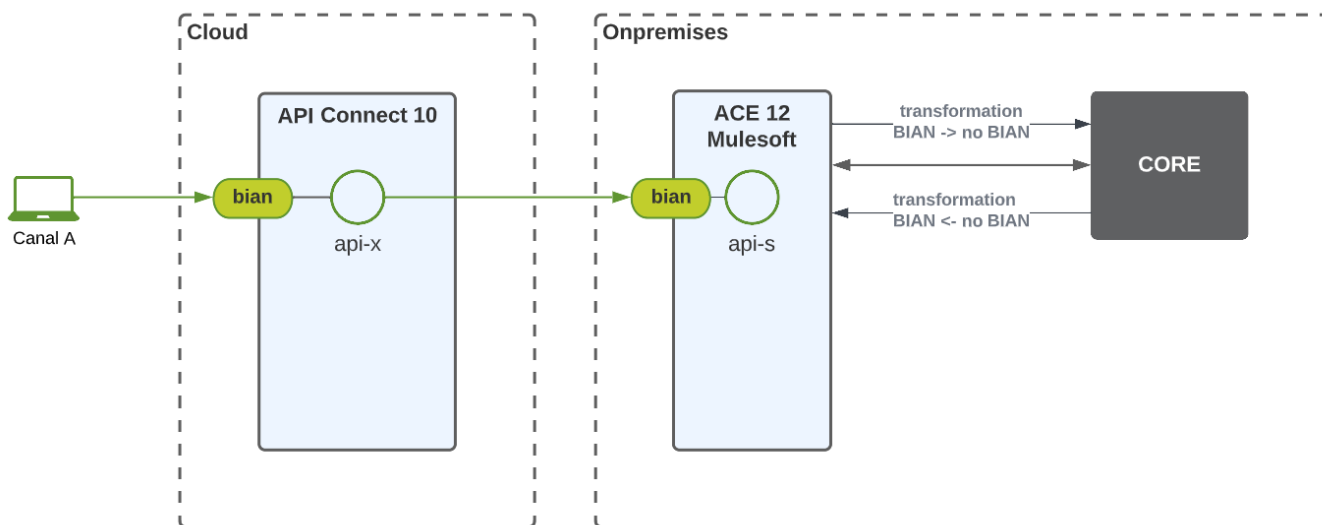 Cloud
Onpremises
API Connect 10
ACE 12
Mulesoft
transformation
BIAN -> no BIAN
CORE
bian
bian
transformation
BIAN <- no BIAN
Canal A
api-x
api-s